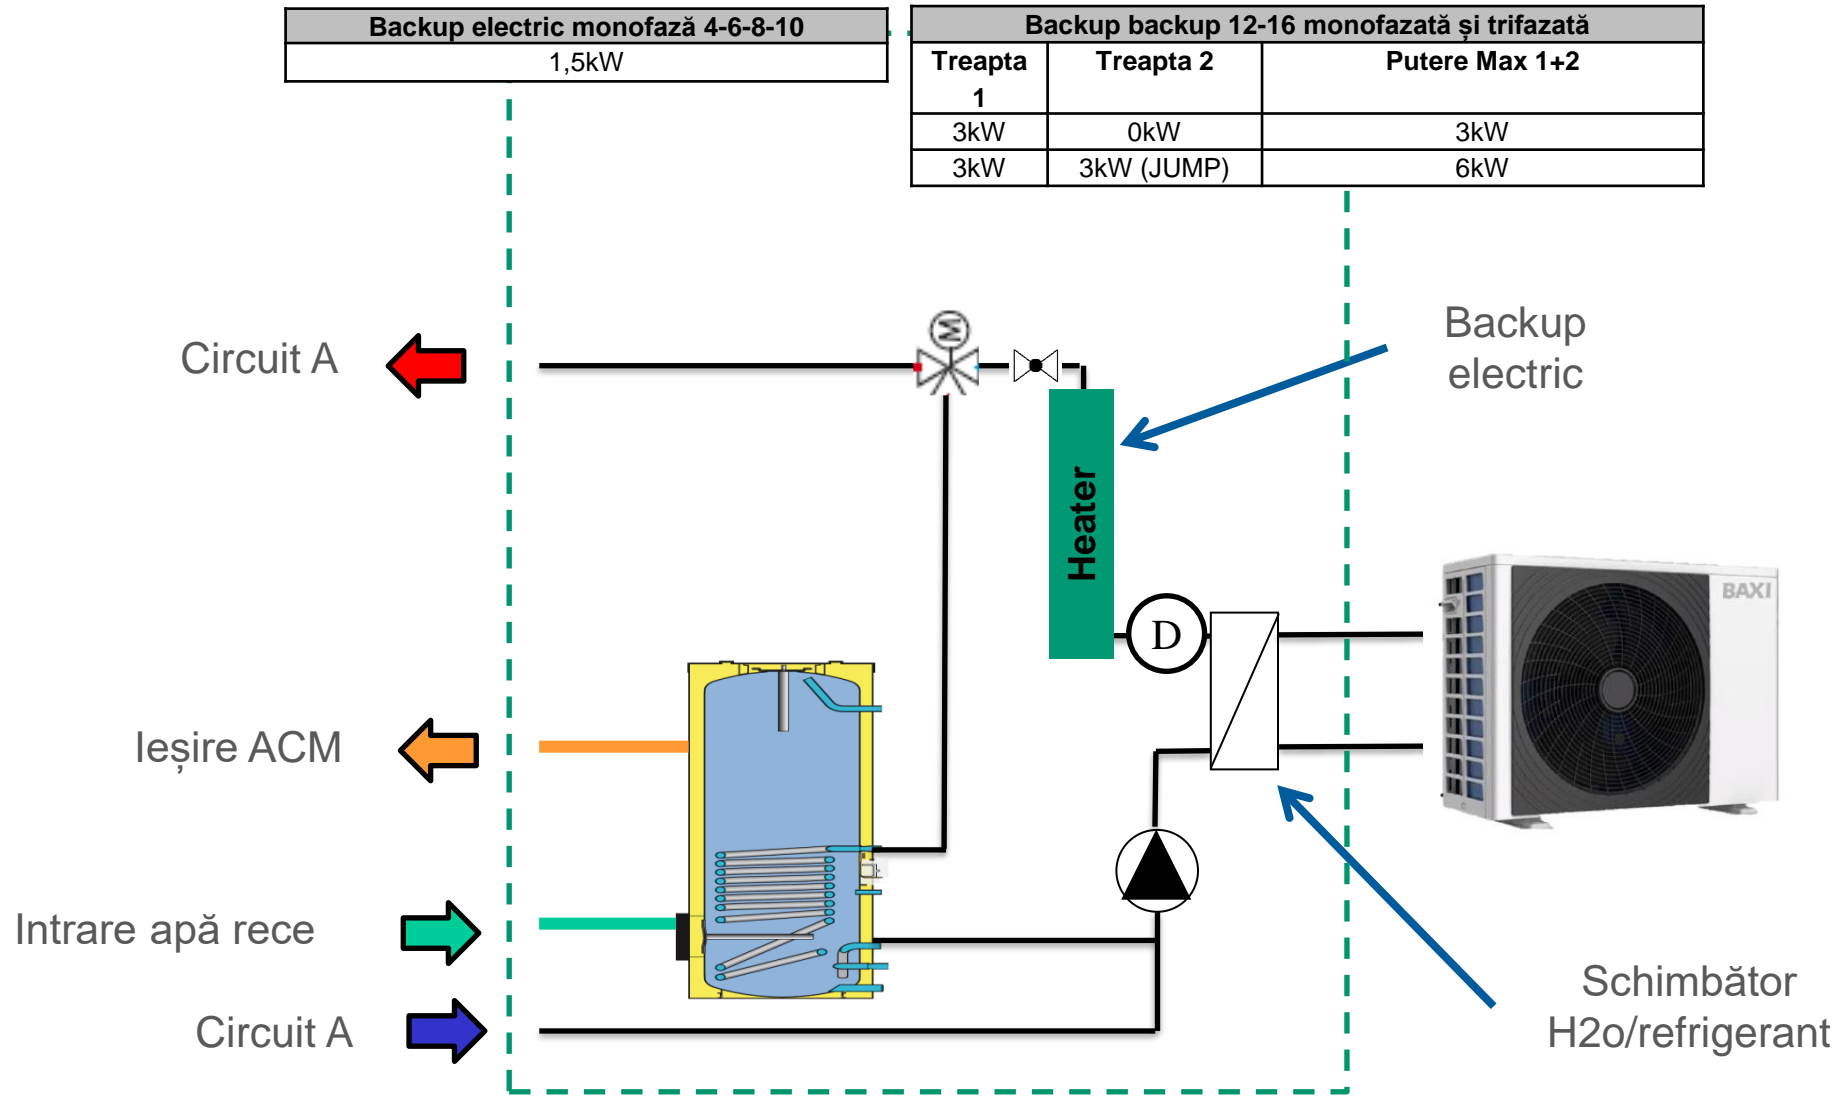 Backup electric monofază 4-6-8-10
1,5kW
Backup backup 12-16 monofazată și trifazată
Treapta 1 Treapta 2 Putere Max 1+2
3kW 0kW 3kW
3kW 3kW (JUMP) 6kW
Circuit A
M
Backup
electric
Heater
D
BAXI
Ieșire ACM
Intrare apă rece
Circuit A
Schimbător
H2o/refrigerant